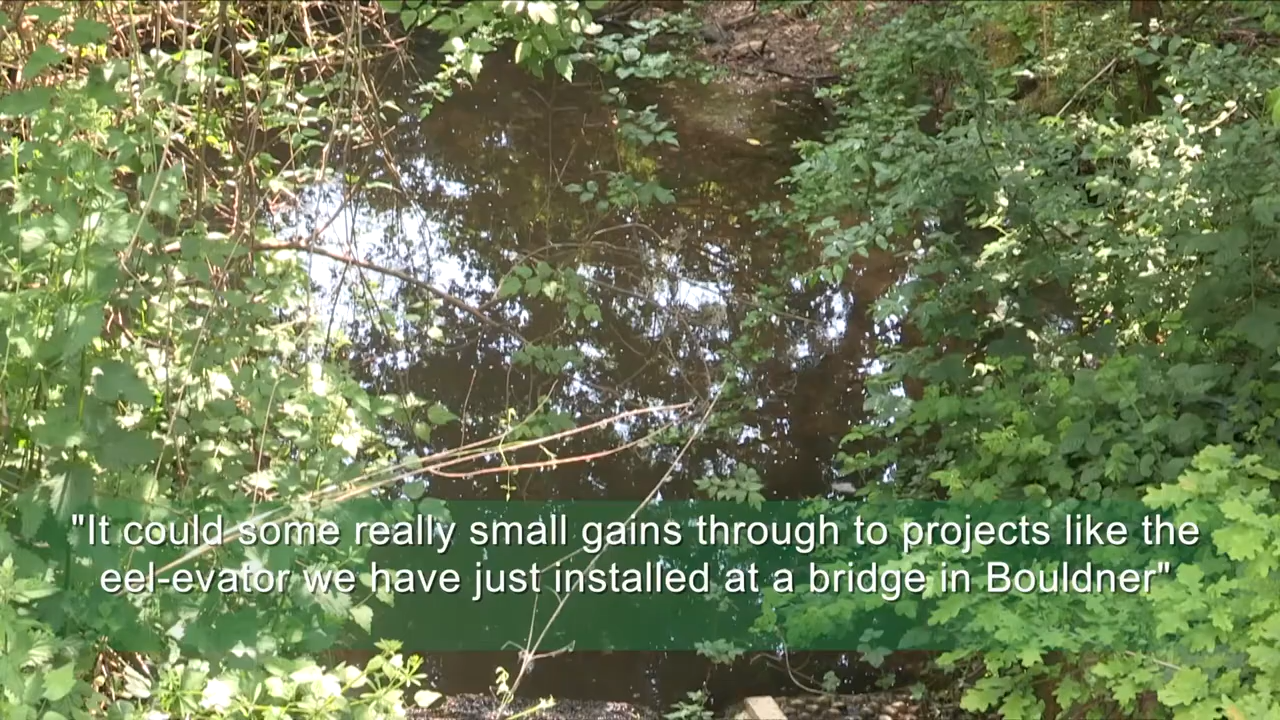 "It could some really small gains through to projects like the
eel-evator we have just installed at a bridge in Bouldner"